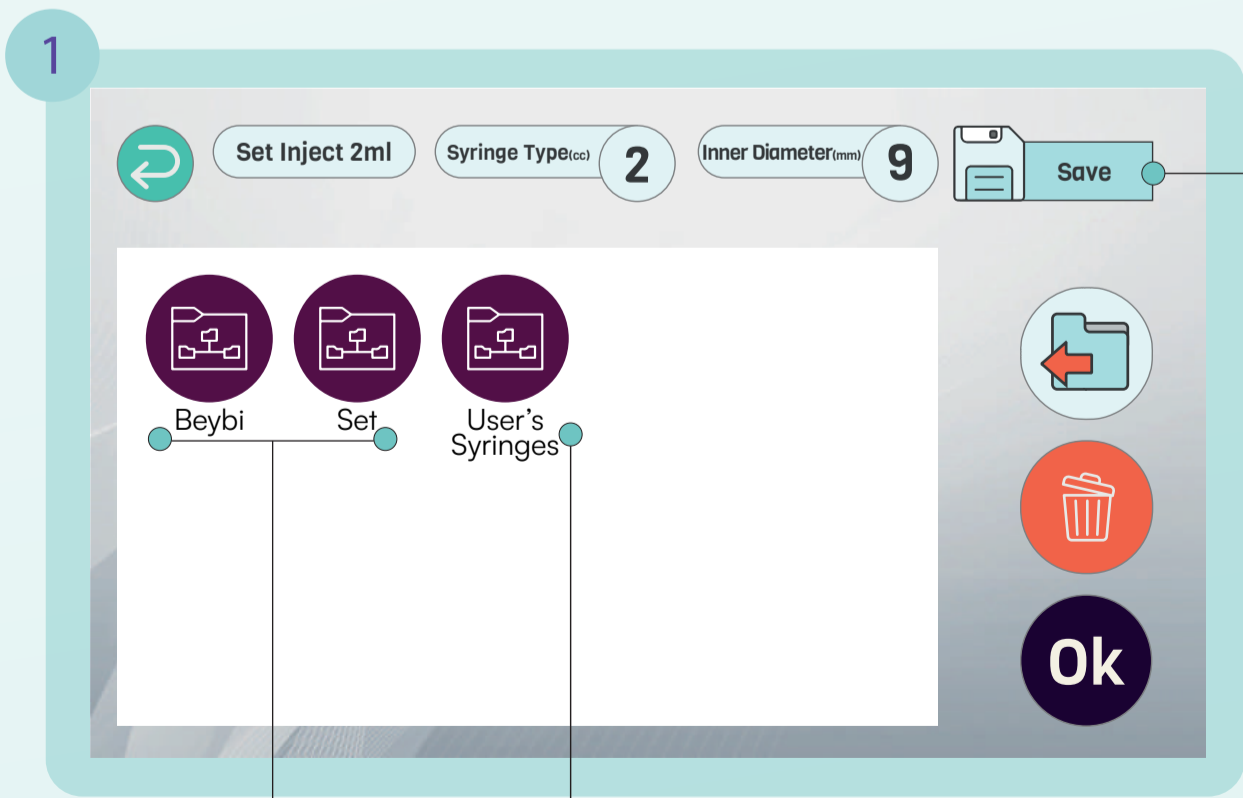 1
Set Inject 2ml
Syringe Type(cc) 2
Inner Diameter(mm) 9
Save
Beybi
Set
User’s
Syringes
Ok